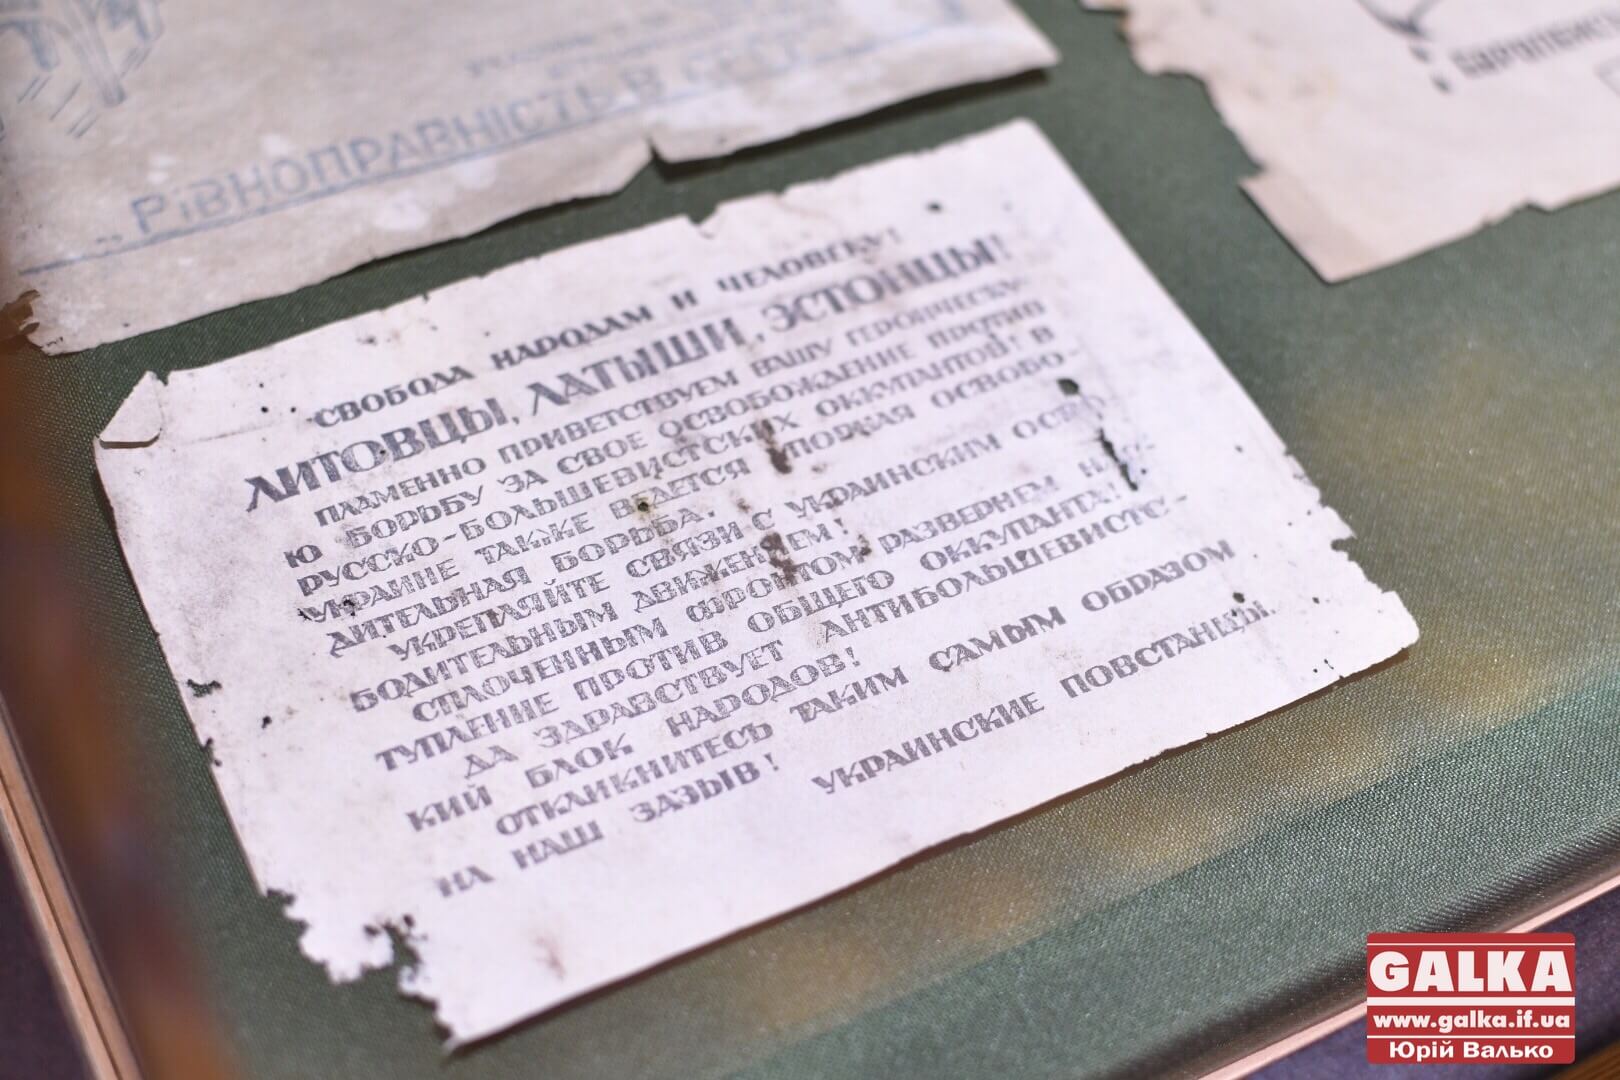 „РІВНОПРАВНІСТЬ В СССР
СВОБОДА НАРОДАМ И ЧЕЛОВЕКУ!
ЛИТОВЦЫ, ЛАТЫШИ, ЭСТОНЦЫ!
ПЛАМЕННО ПРИВЕТСТВУЕМ ВАШУ ГЕРОИЧЕСКУ-
Ю БОРЬБУ ЗА СВОЕ ОСВОБОЖДЕНИЕ ПРОТИВ
РУССКО-БОЛЬШЕВИСТСКИХ ОККУПАНТОВ! В
УКРАИНЕ ТАКЖЕ ВЕДЕТСЯ УПОРНАЯ ОСВОБО-
ДИТЕЛЬНАЯ БОРЬБА.
УКРЕПЛЯЙТЕ СВЯЗИ С УКРАИНСКИМ ОСВО-
БОДИТЕЛЬНЫМ ДВИЖЕНИЕМ!
СПЛОЧЕННЫМ ФРОНТОМ РАЗВЕРНЕМ НАС-
ТУПЛЕНИЕ ПРОТИВ ОБЩЕГО ОККУПАНТА!
ДА ЗДРАВСТВУЕТ АНТИБОЛЬШЕВИСТС-
КИЙ БЛОК НАРОДОВ!
ОТКЛИКНИТЕСЬ ТАКИМ САМЫМ ОБРАЗОМ
НА НАШ ЗАЗЫВ!
УКРАИНСКИЕ ПОВСТАНЦЫ.
GALKA
www.galka.if.ua
Юрій Валько